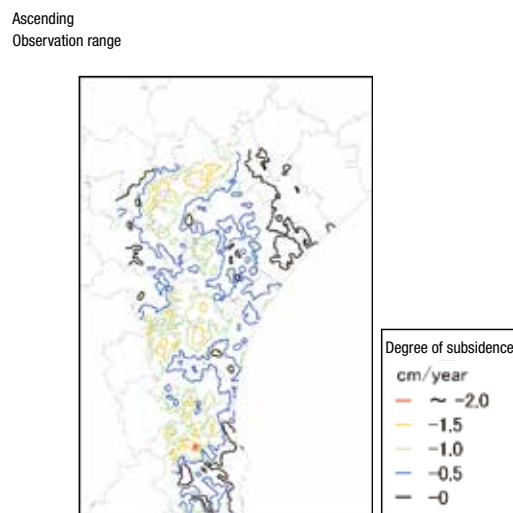 Ascending
Observation range
Degree of subsidence
cm/year
～ -2.0
-1.5
-1.0
-0.5
-0